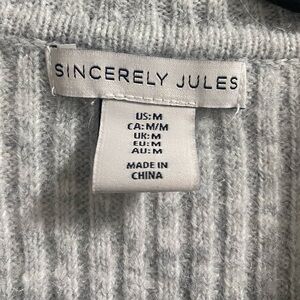 SINCERELY JULES
US: M
CA: M/M
UK: M
EU: M
AU: M
MADE IN
CHINA